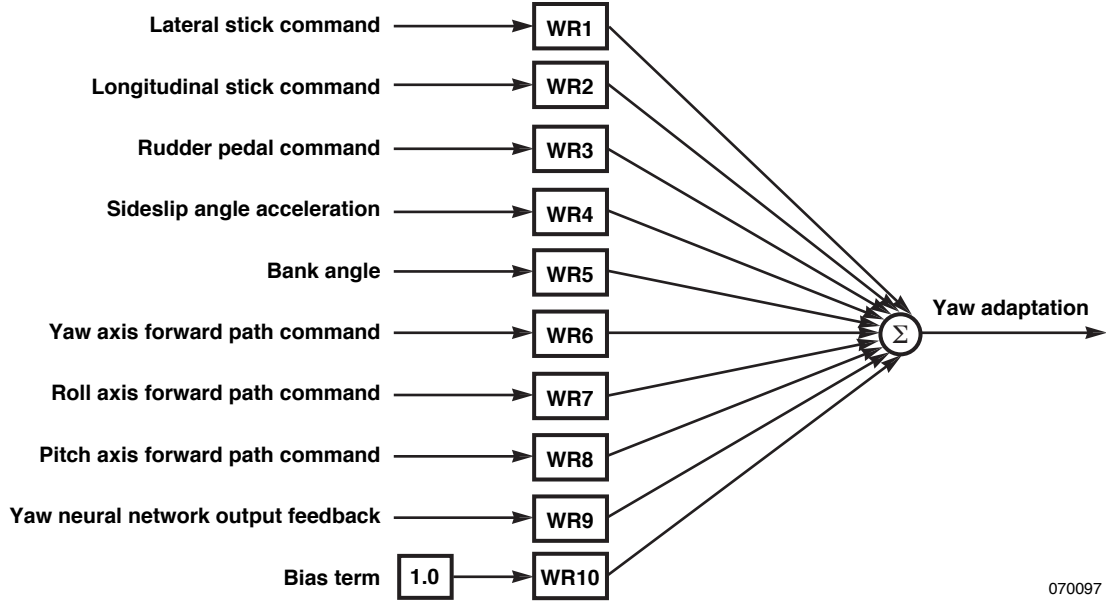 Lateral stick command WR1
Longitudinal stick command WR2
Rudder pedal command WR3
Sideslip angle acceleration WR4
Bank angle WR5
Yaw adaptation
Yaw axis forward path command WR6 Σ
Roll axis forward path command WR7
Pitch axis forward path command WR8
Yaw neural network output feedback WR9
Bias term 1.0 WR10
070097